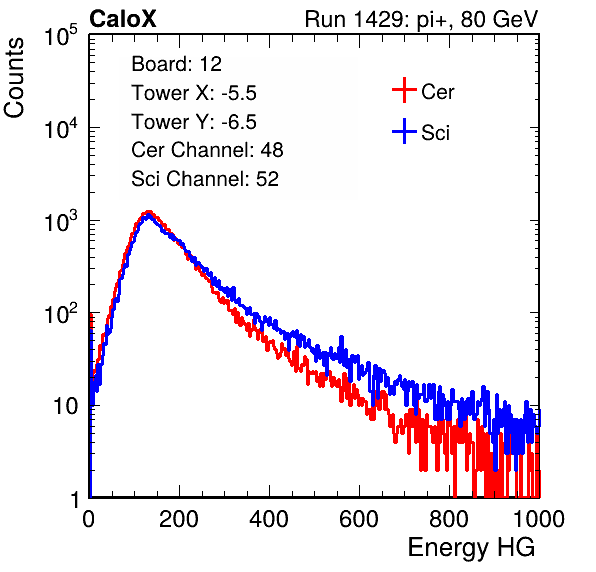 CaloX Run 1429: pi+, 80 GeV
Counts
10^5
10^4
10^3
10^2
10
1
Board: 12
Tower X: -5.5
Tower Y: -6.5
Cer Channel: 48
Sci Channel: 52
Cer
Sci
0 200 400 600 800 1000
Energy HG